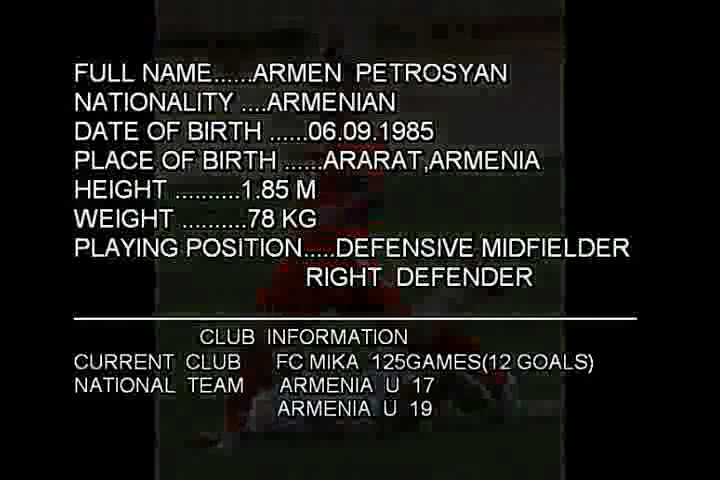 FULL NAME......ARMEN PETROSYAN
NATIONALITY ....ARMENIAN
DATE OF BIRTH ......06.09.1985
PLACE OF BIRTH ......ARARAT,ARMENIA
HEIGHT ..........1.85 M
WEIGHT ..........78 KG
PLAYING POSITION.....DEFENSIVE MIDFIELDER
RIGHT DEFENDER
CLUB INFORMATION
CURRENT CLUB FC MIKA 125GAMES(12 GOALS)
NATIONAL TEAM ARMENIA U 17
ARMENIA U 19